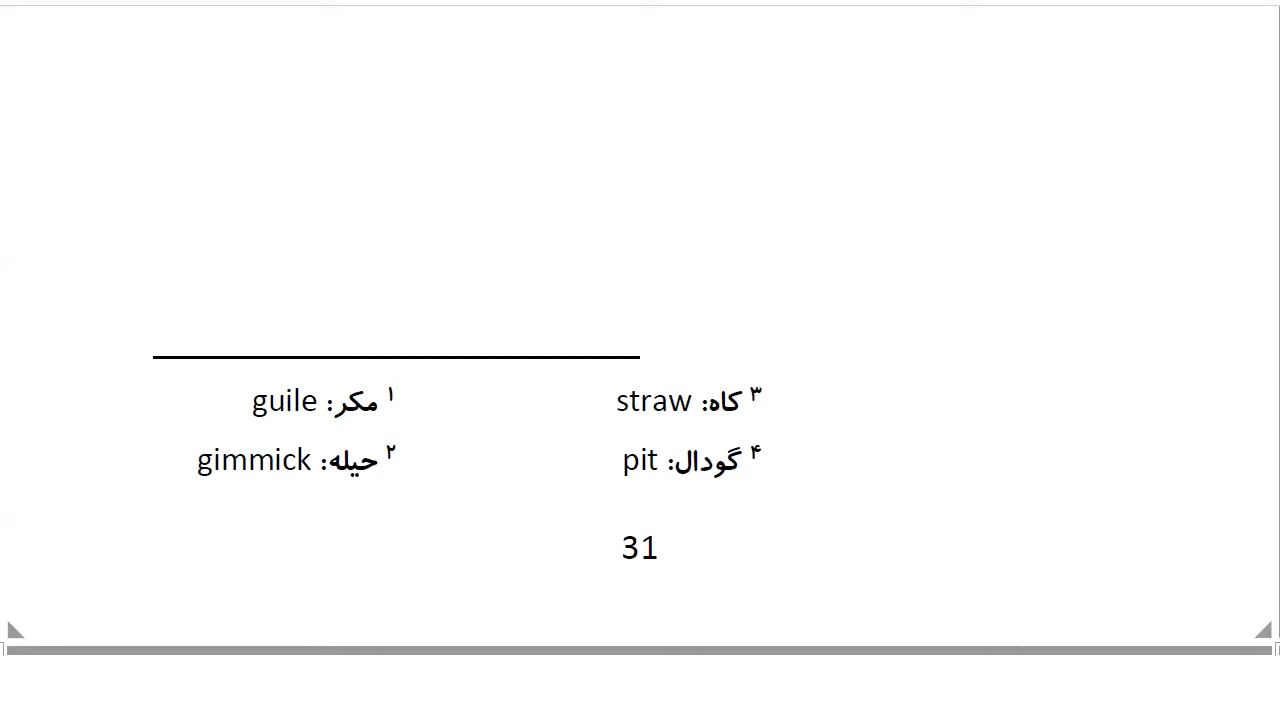 ۱ مکر: guile
۲ حیله: gimmick
۳ کاه: straw
۴ گودال: pit
31